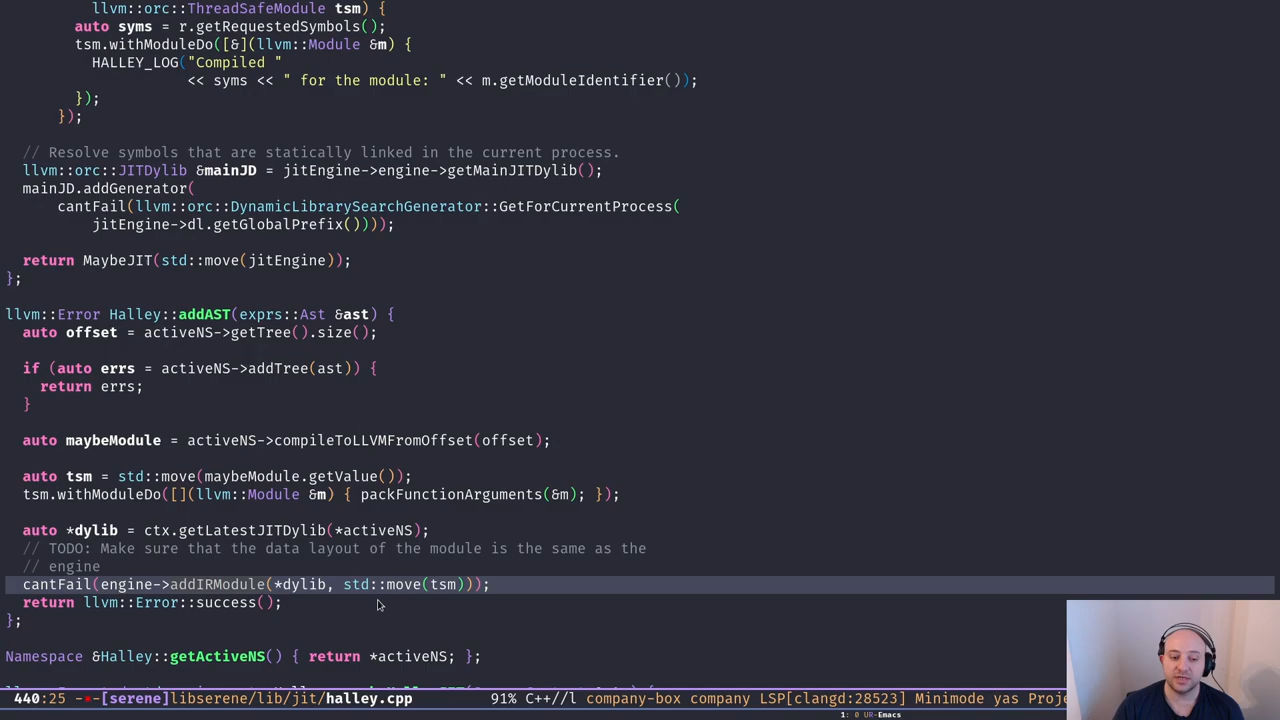 llvm::orc::ThreadSafeModule tsm) {
auto syms = r.getRequestedSymbols();
tsm.withModuleDo([&](llvm::Module &m) {
HALLEY_LOG("Compiled "
<< syms << " for the module: " << m.getModuleIdentifier());
});
});
// Resolve symbols that are statically linked in the current process.
llvm::orc::JITDylib &mainJD = jitEngine->engine->getMainJITDylib();
mainJD.addGenerator(
cantFail(llvm::orc::DynamicLibrarySearchGenerator::GetForCurrentProcess(
jitEngine->dl.getGlobalPrefix())));
return MaybeJIT(std::move(jitEngine));
};
llvm::Error Halley::addAST(exprs::Ast &ast) {
auto offset = activeNS->getTree().size();
if (auto errs = activeNS->addTree(ast)) {
return errs;
}
auto maybeModule = activeNS->compileToLLVMFromOffset(offset);
auto tsm = std::move(maybeModule.getValue());
tsm.withModuleDo([](llvm::Module &m) { packFunctionArguments(&m); });
auto *dylib = ctx.getLatestJITDylib(*activeNS);
// TODO: Make sure that the data layout of the module is the same as the
// engine
cantFail(engine->addIRModule(*dylib, std::move(tsm)));
return llvm::Error::success();
};
Namespace &Halley::getActiveNS() { return *activeNS; };
440:25 -*-[serene]libserene/lib/jit/halley.cpp 91% C++//l company-box company LSP[clangd:28523] Minimode yas Proje
1: 0 UR-Emacs